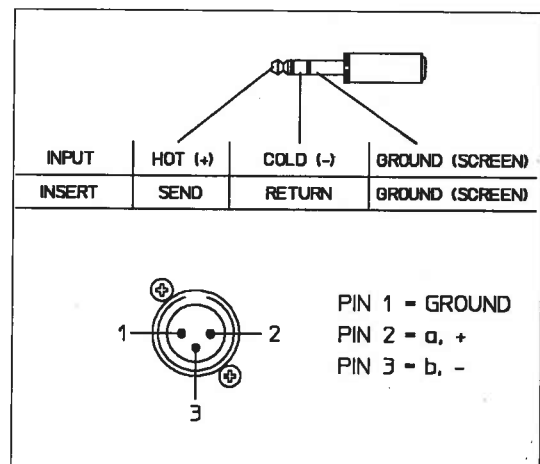 INPUT HOT (+) COLD (-) GROUND (SCREEN)
INSERT SEND RETURN GROUND (SCREEN)
PIN 1 = GROUND
1 2 PIN 2 = a, +
PIN 3 = b, -
3